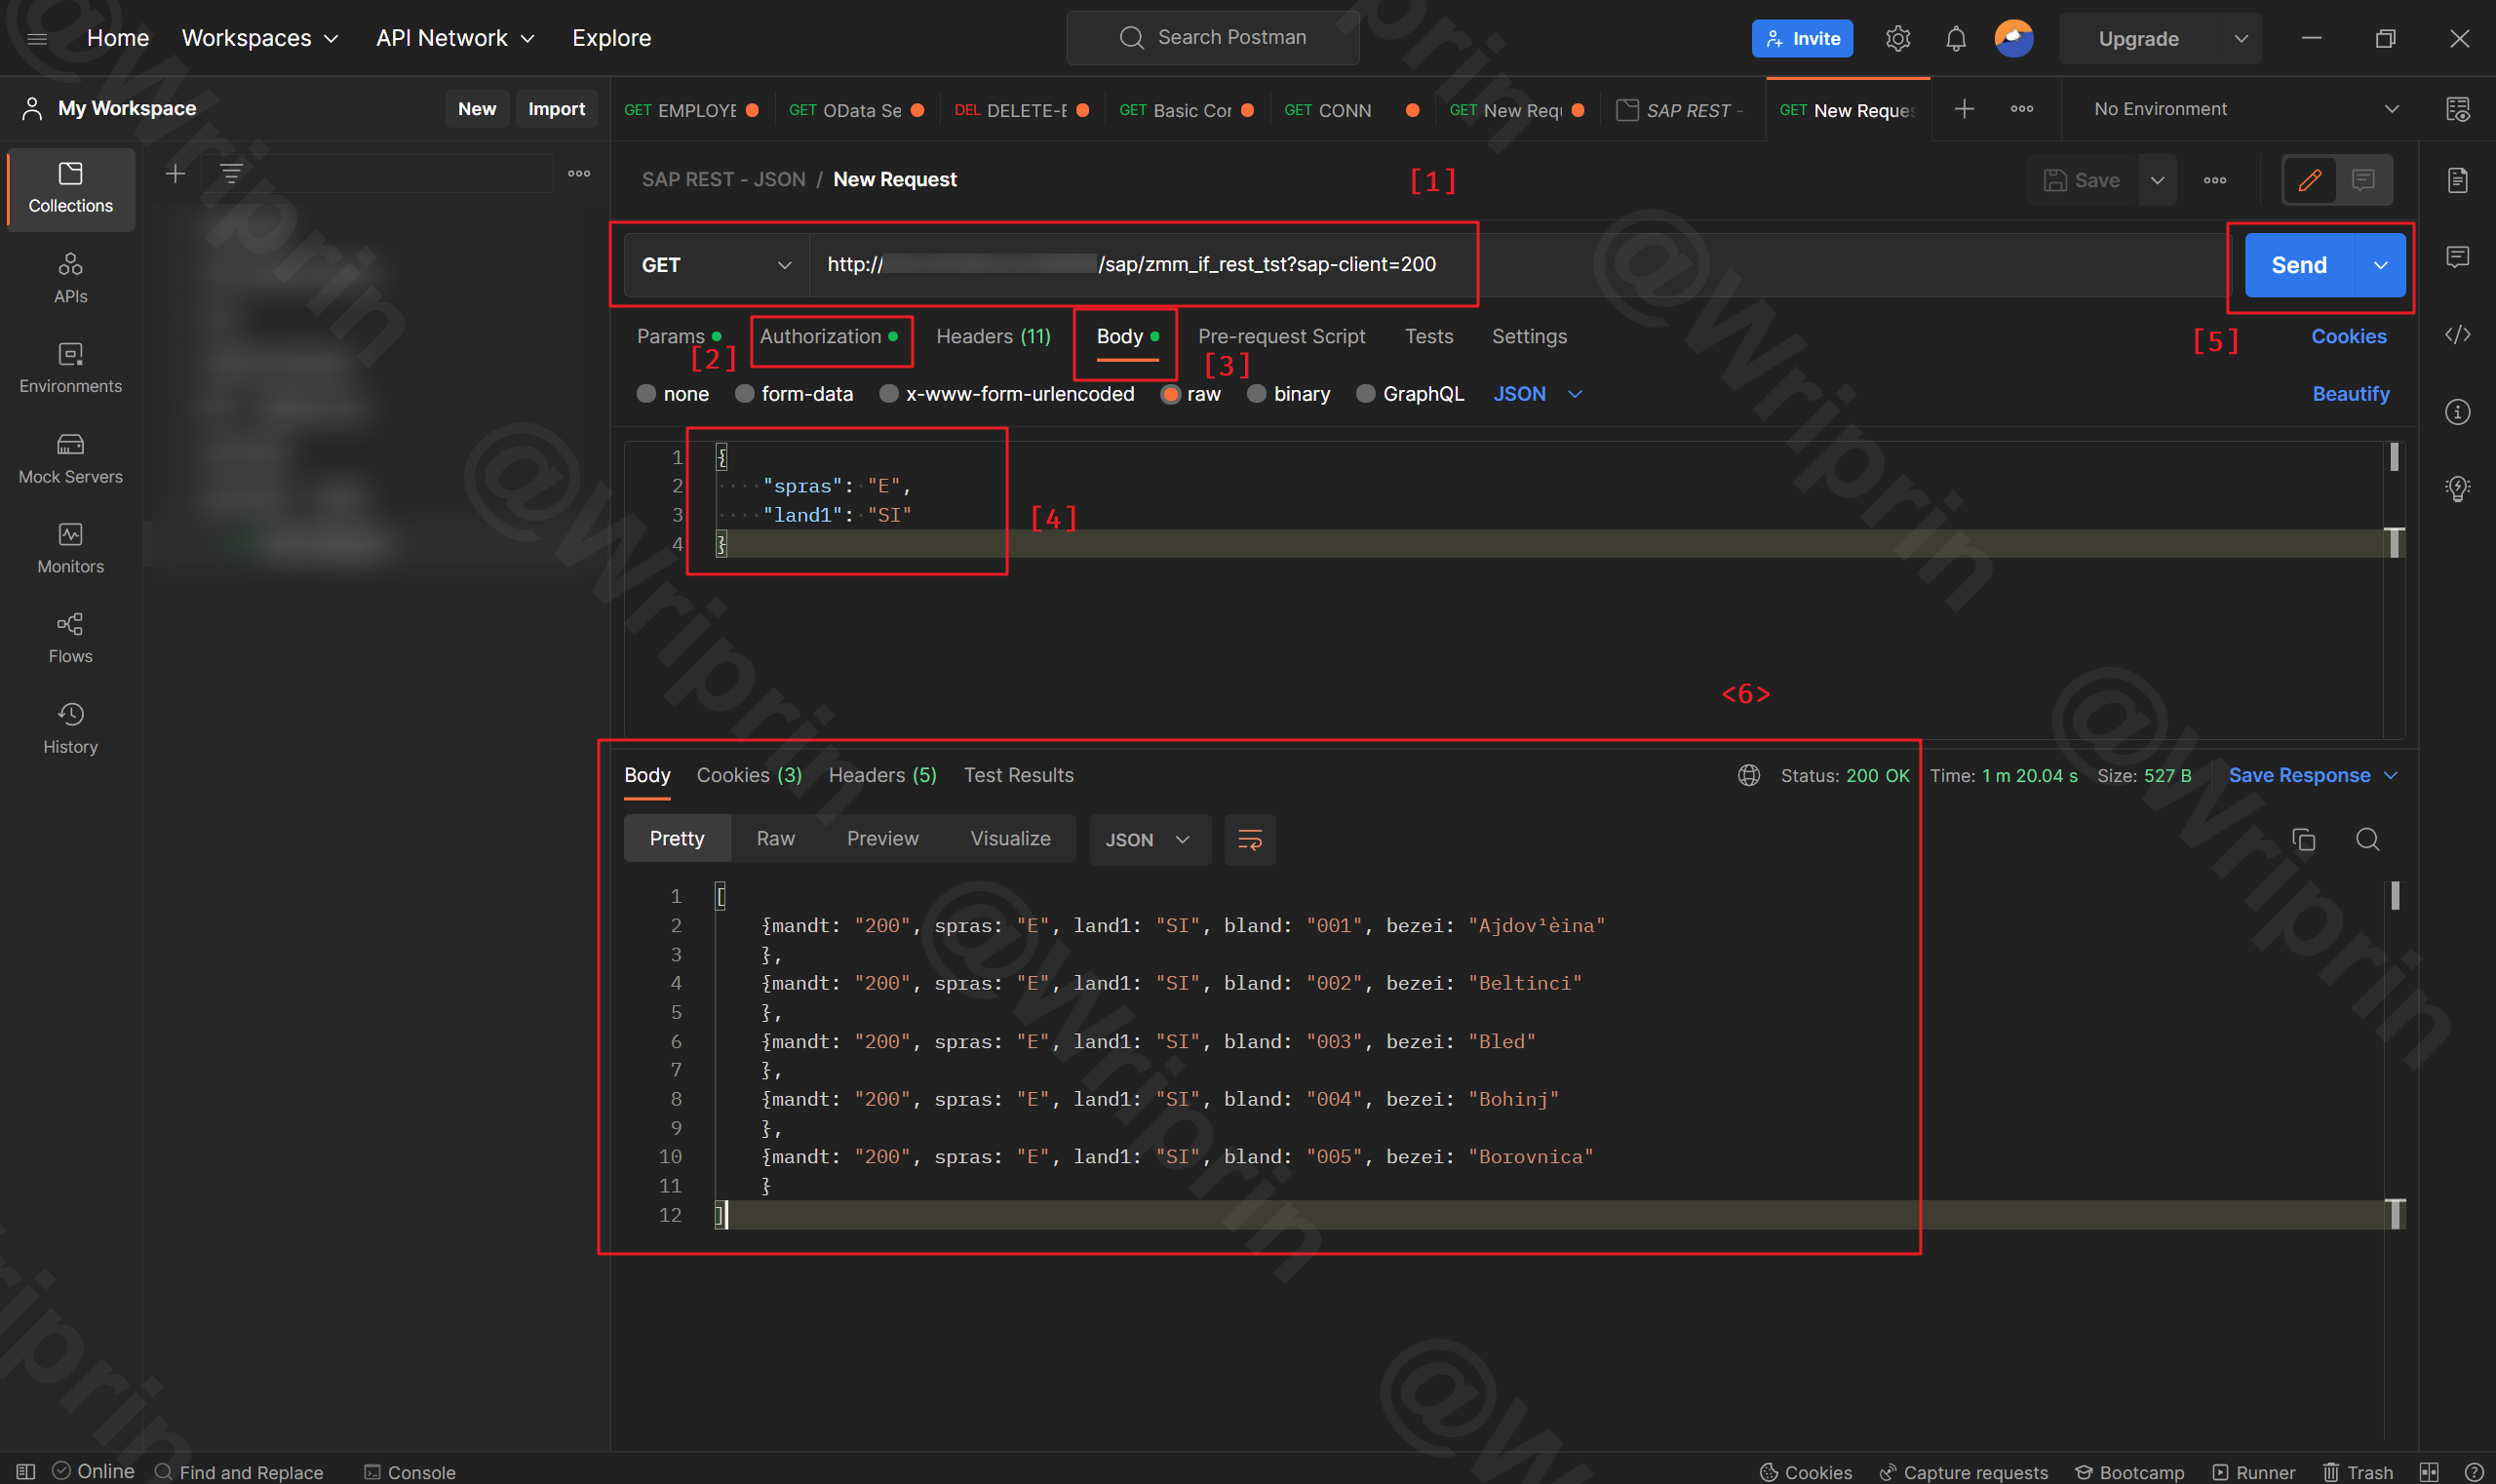 Home Workspaces API Network Explore Search Postman Invite Upgrade
My Workspace New Import GET EMPLOYE GET OData Se DEL DELETE-E GET Basic Cor GET CONN GET New Requ SAP REST - GET New Reques No Environment
Collections
APIs
Environments
Mock Servers
Monitors
Flows
History
SAP REST - JSON / New Request [1] Save
GET http:// /sap/zmm_if_rest_tst?sap-client=200 Send
Params [2] Authorization Headers (11) Body [3] Pre-request Script Tests Settings [5] Cookies
none form-data x-www-form-urlencoded raw binary GraphQL JSON Beautify
1 {
2 "spras": "E",
3 "land1": "SI"
4 }
[4]
<6>
Body Cookies (3) Headers (5) Test Results Status: 200 OK Time: 1 m 20.04 s Size: 527 B Save Response
Pretty Raw Preview Visualize JSON
1 [
2 {mandt: "200", spras: "E", land1: "SI", bland: "001", bezei: "Ajdov¹èina"
3 },
4 {mandt: "200", spras: "E", land1: "SI", bland: "002", bezei: "Beltinci"
5 },
6 {mandt: "200", spras: "E", land1: "SI", bland: "003", bezei: "Bled"
7 },
8 {mandt: "200", spras: "E", land1: "SI", bland: "004", bezei: "Bohinj"
9 },
10 {mandt: "200", spras: "E", land1: "SI", bland: "005", bezei: "Borovnica"
11 }
12 ]
Online Find and Replace Console Cookies Capture requests Bootcamp Runner Trash
@Wriprin
@Wriprin
@Wriprin
@Wriprin